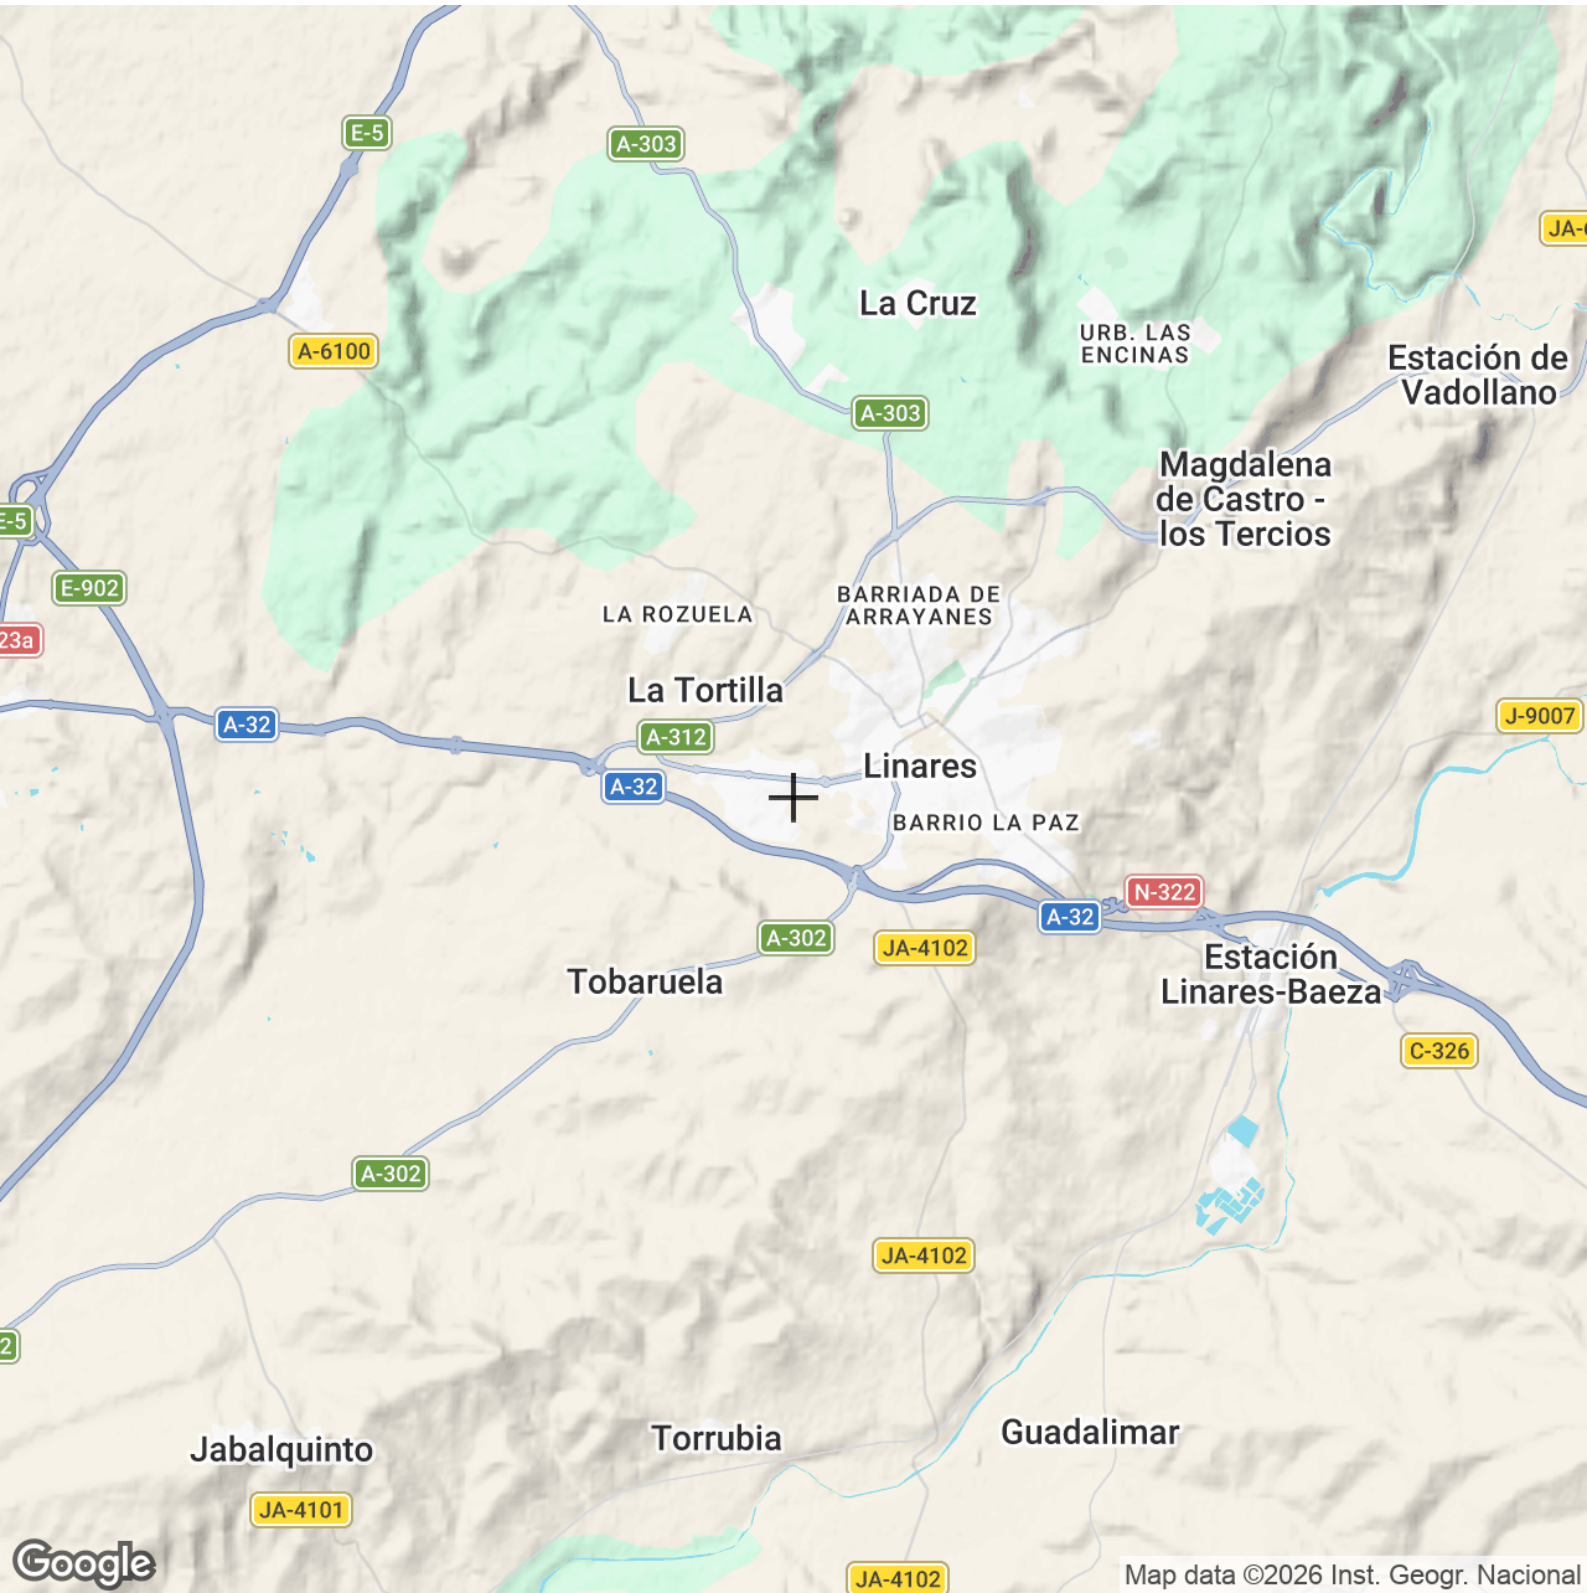 E-5
A-303
JA-6
La Cruz
URB. LAS
ENCINAS
A-6100
Estación de
Vadollano
A-303
Magdalena
de Castro -
los Tercios
E-5
E-902
BARRIADA DE
ARRAYANES
LA ROZUELA
23a
La Tortilla
J-9007
A-32
A-312
Linares
A-32
BARRIO LA PAZ
N-322
A-32
A-302
JA-4102
Estación
Linares-Baeza
Tobaruela
C-326
A-302
JA-4102
2
Guadalimar
Torrubia
Jabalquinto
JA-4101
Google
JA-4102
Map data ©2026 Inst. Geogr. Nacional